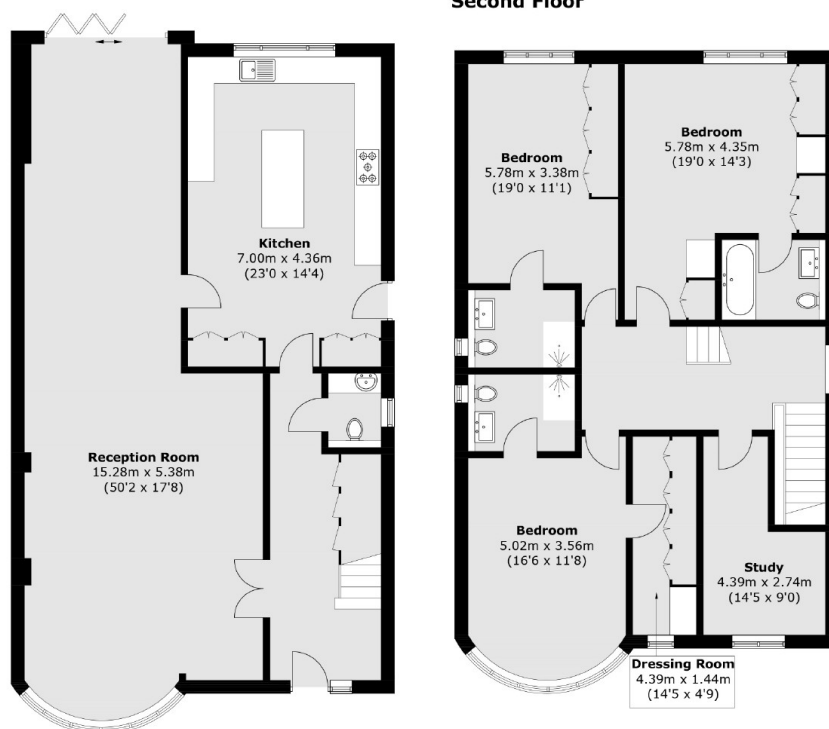 Second Floor
Kitchen
7.00m x 4.36m
(23'0 x 14'4)
Reception Room
15.28m x 5.38m
(50'2 x 17'8)
Bedroom
5.78m x 3.38m
(19'0 x 11'1)
Bedroom
5.78m x 4.35m
(19'0 x 14'3)
Bedroom
5.02m x 3.56m
(16'6 x 11'8)
Study
4.39m x 2.74m
(14'5 x 9'0)
Dressing Room
4.39m x 1.44m
(14'5 x 4'9)